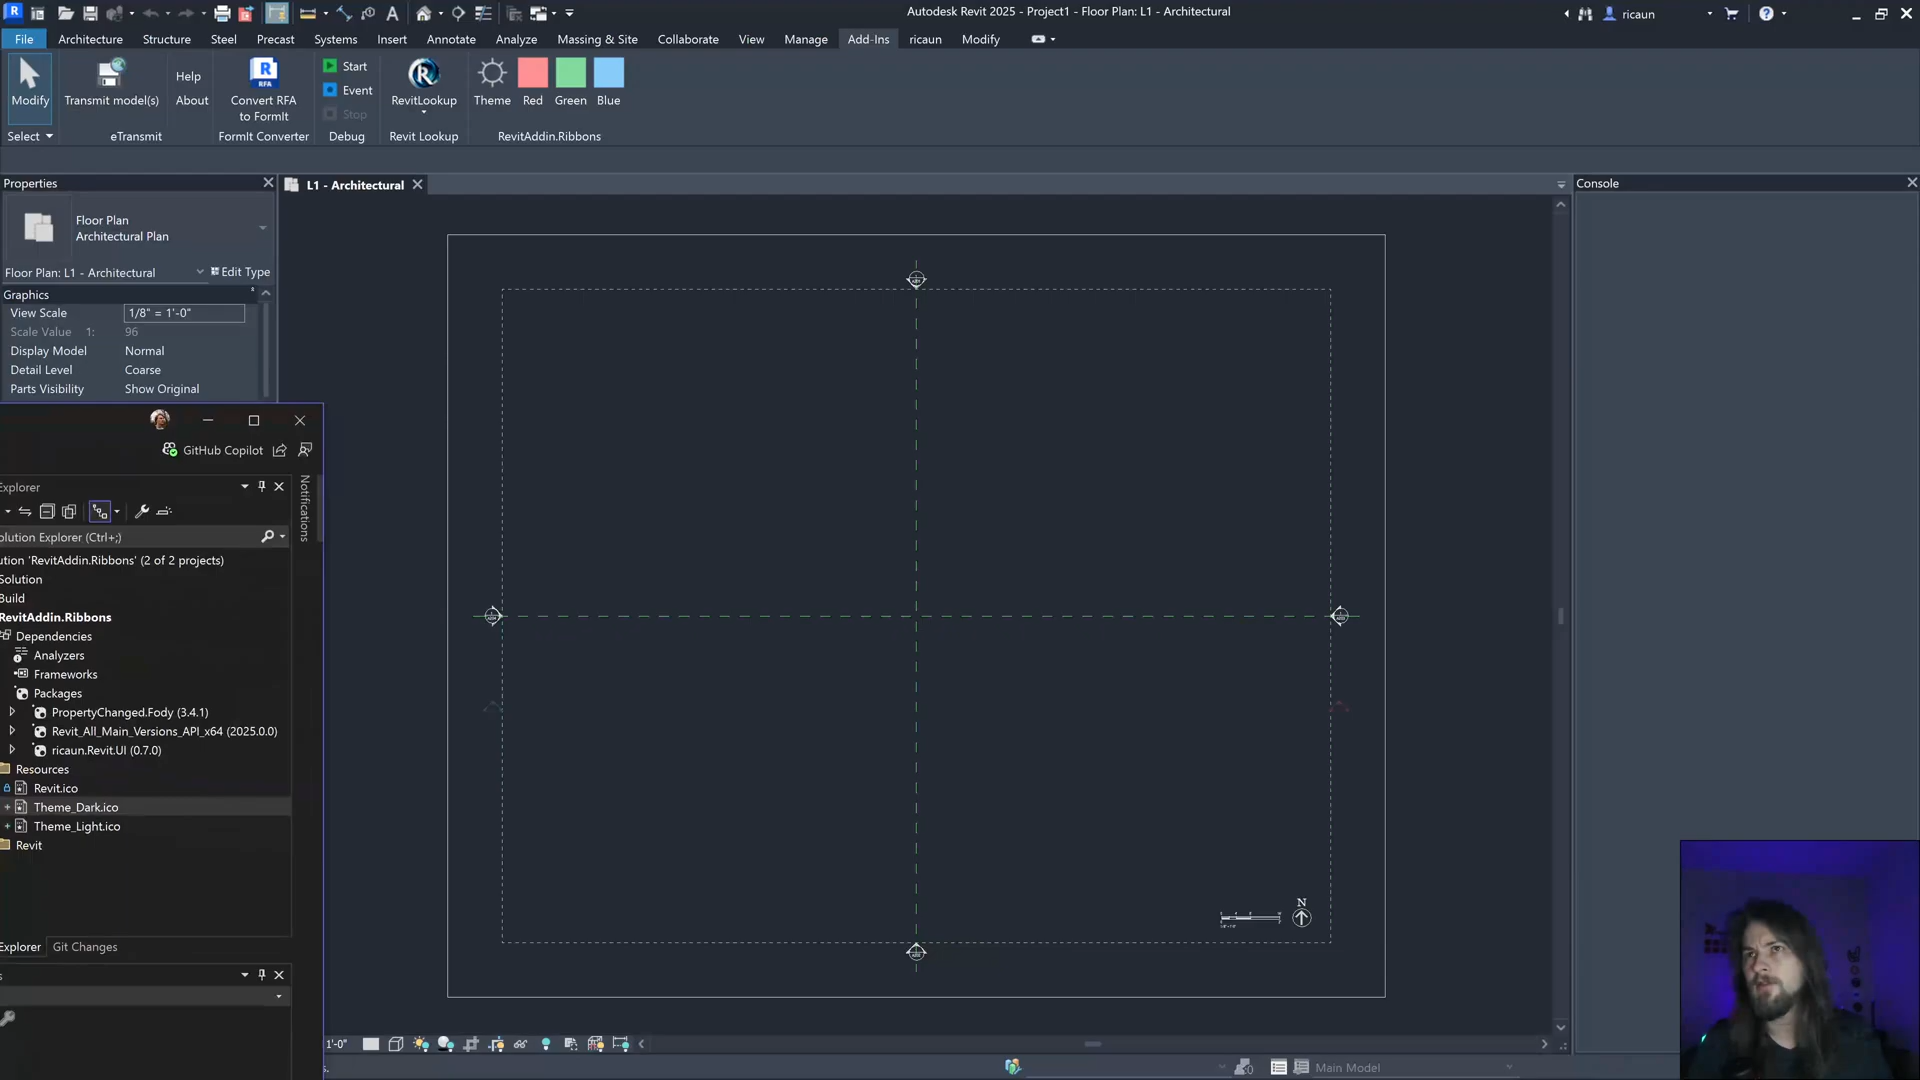 Autodesk Revit 2025 - Project1 - Floor Plan: L1 - Architectural
ricaun
File
Architecture
Structure
Steel
Precast
Systems
Insert
Annotate
Analyze
Massing & Site
Collaborate
View
Manage
Add-Ins
ricaun
Modify
Modify
Select
Transmit model(s)
Help
About
eTransmit
RFA
Convert RFA
to FormIt
FormIt Converter
Start
Event
Stop
Debug
RevitLookup
Revit Lookup
Theme
Red
Green
Blue
RevitAddin.Ribbons
Properties
L1 - Architectural
Console
Floor Plan
Architectural Plan
Floor Plan: L1 - Architectural
Edit Type
Graphics
View Scale
1/8" = 1'-0"
Scale Value    1:
96
Display Model
Normal
Detail Level
Coarse
Parts Visibility
Show Original
GitHub Copilot
Notifications
Explorer
olution Explorer (Ctrl+;)
ution 'RevitAddin.Ribbons' (2 of 2 projects)
Solution
Build
RevitAddin.Ribbons
Dependencies
Analyzers
Frameworks
Packages
PropertyChanged.Fody (3.4.1)
Revit_All_Main_Versions_API_x64 (2025.0.0)
ricaun.Revit.UI (0.7.0)
Resources
Revit.ico
Theme_Dark.ico
Theme_Light.ico
Revit
Explorer
Git Changes
s
N
1'-0"
s.
:0
Main Model